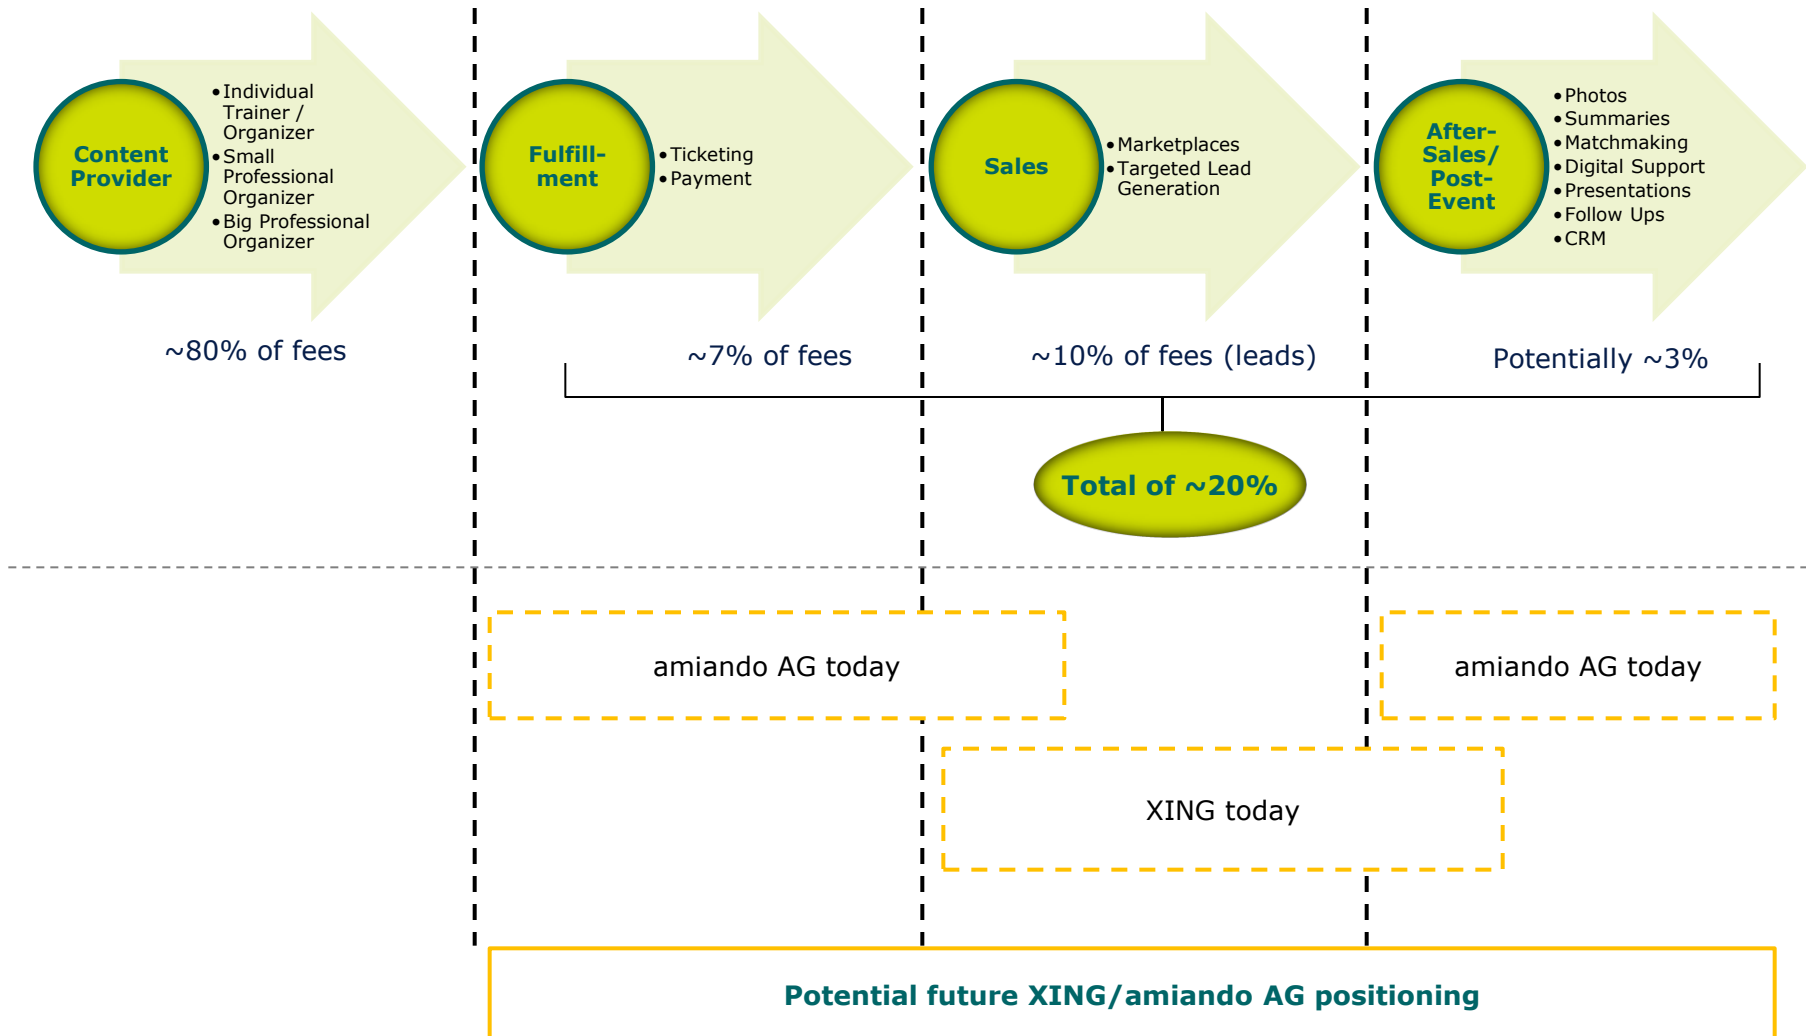 Content
Provider
• Individual
Trainer /
Organizer
• Small
Professional
Organizer
• Big Professional
Organizer
Fulfill-
ment
• Ticketing
• Payment
Sales
• Marketplaces
• Targeted Lead
Generation
After-
Sales/
Post-
Event
• Photos
• Summaries
• Matchmaking
• Digital Support
• Presentations
• Follow Ups
• CRM
~80% of fees
~7% of fees
~10% of fees (leads)
Potentially ~3%
Total of ~20%
amiando AG today
amiando AG today
XING today
Potential future XING/amiando AG positioning